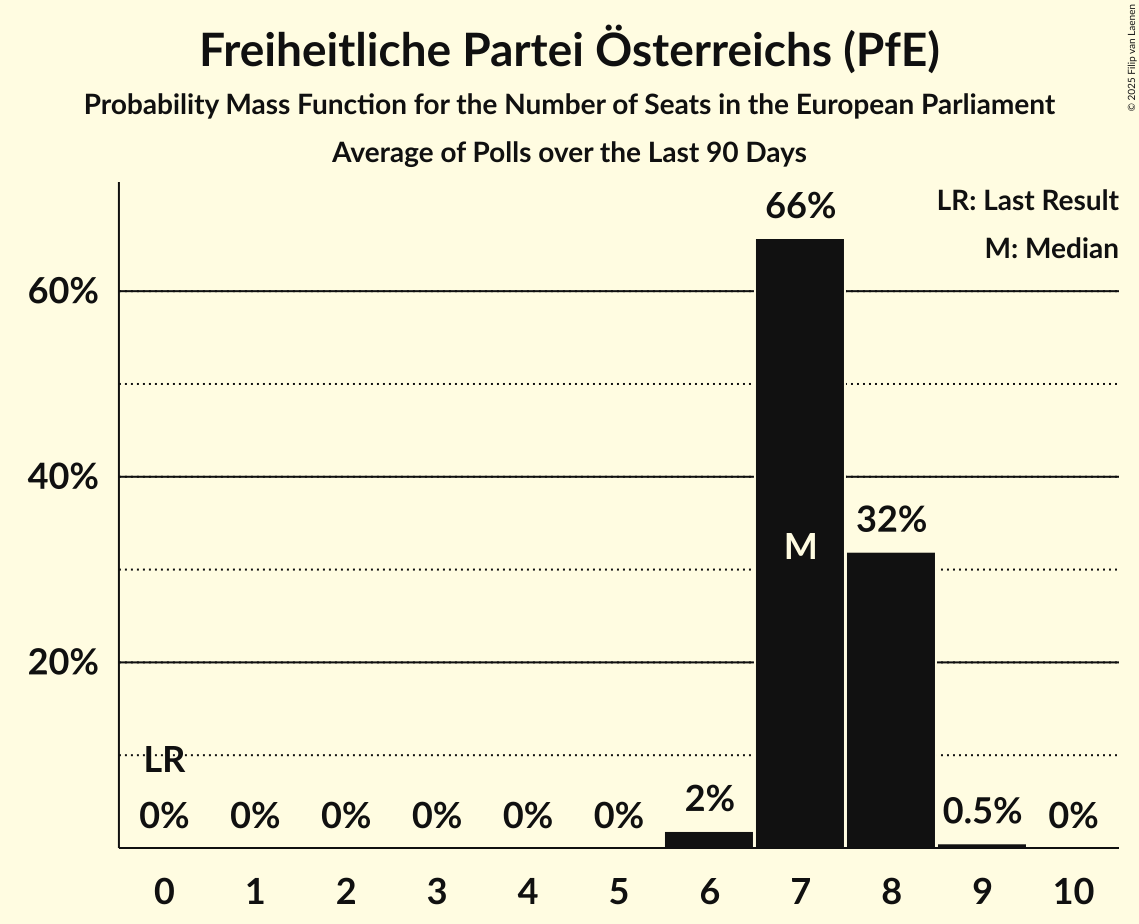 Freiheitliche Partei Österreichs (PfE)
Probability Mass Function for the Number of Seats in the European Parliament
Average of Polls over the Last 90 Days
© 2025 Filip van Laenen
LR: Last Result
M: Median
66%
60%
40%
32%
M
20%
LR
0% 0% 0% 0% 0% 0% 2% 0.5% 0%
0 1 2 3 4 5 6 7 8 9 10